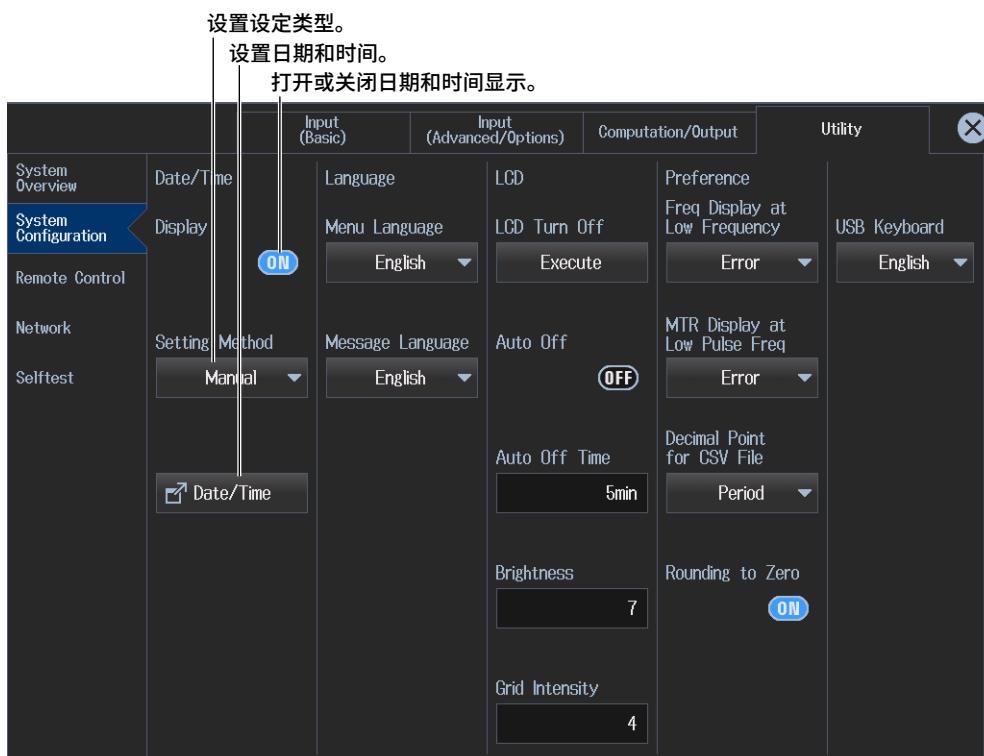 设置设定类型。
设置日期和时间。
打开或关闭日期和时间显示。
Input
(Basic)
Input
(Advanced/Options)
Computation/Output
Utility
System
Overview
System
Configuration
Remote Control
Network
Selftest
Date/Time
Display
ON
Setting Method
Manual
Date/Time
Language
Menu Language
English
Message Language
English
LCD
LCD Turn Off
Execute
Auto Off
OFF
Auto Off Time
5min
Brightness
7
Grid Intensity
4
Preference
Freq Display at
Low Frequency
Error
MTR Display at
Low Pulse Freq
Error
Decimal Point
for CSV File
Period
Rounding to Zero
ON
USB Keyboard
English